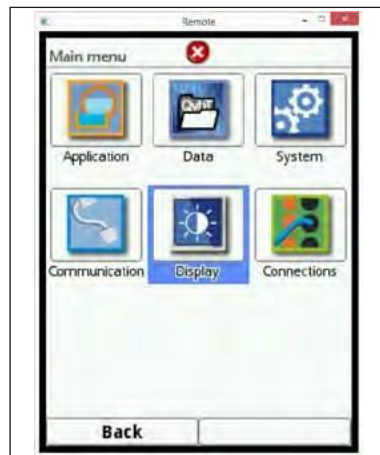 Remote
Main menu
Application Data System
Communication Display Connections
Back